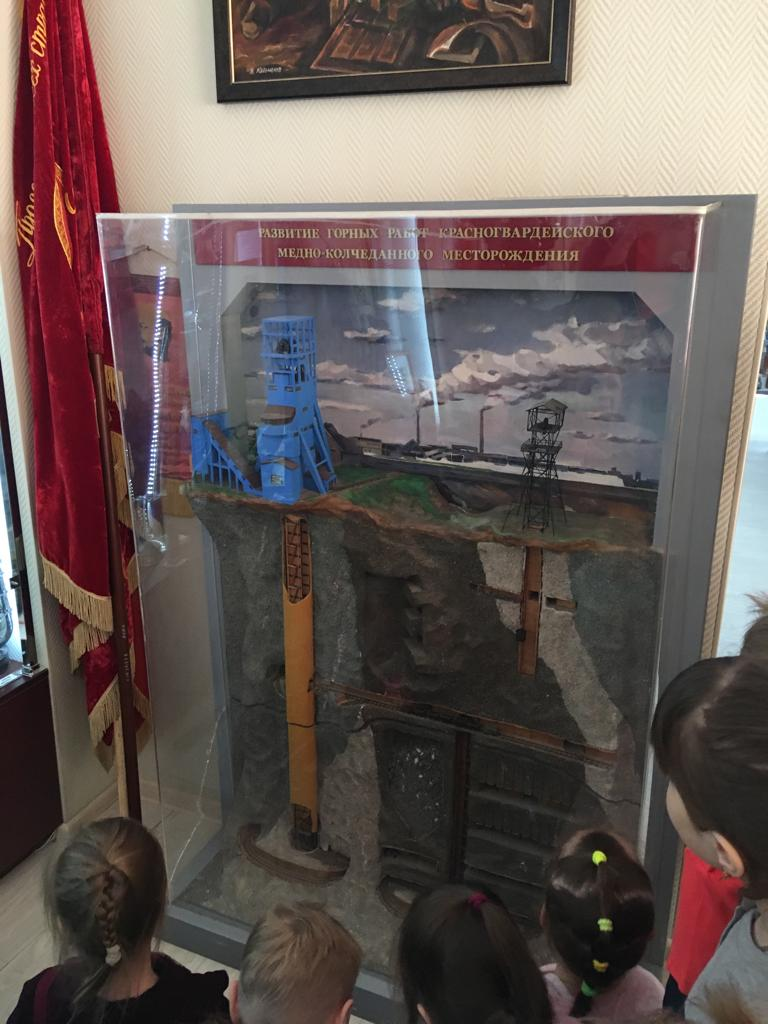 РАЗВИТИЕ ГОРНЫХ РАБОТ КРАСНОГВАРДЕЙСКОГО
МЕДНО-КОЛЧЕДАННОГО МЕСТОРОЖДЕНИЯ